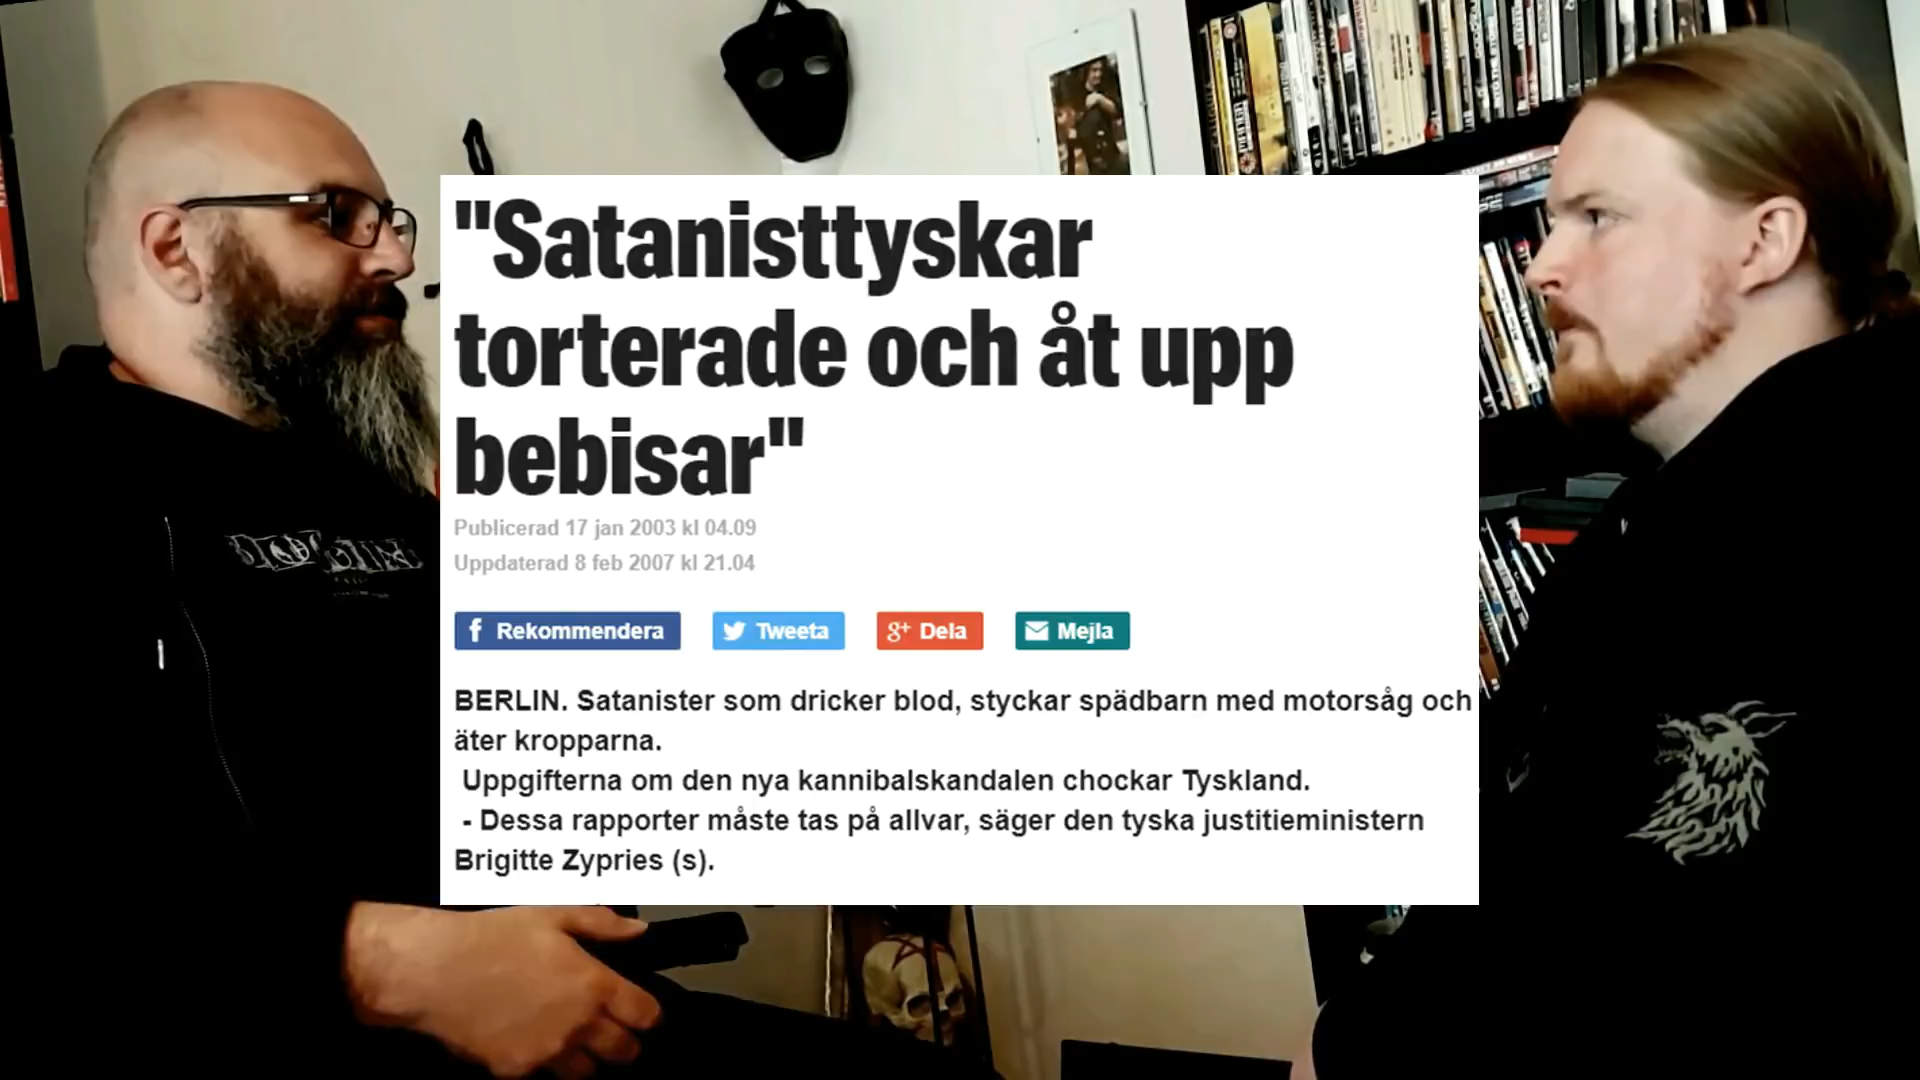 "Satanisttyskar
torterade och åt upp
bebisar"
Publicerad 17 jan 2003 kl 04.09
Uppdaterad 8 feb 2007 kl 21.04
Rekommendera Tweeta Dela Mejla
BERLIN. Satanister som dricker blod, styckar spädbarn med motorsåg och
äter kropparna.
Uppgifterna om den nya kannibalskandalen chockar Tyskland.
- Dessa rapporter måste tas på allvar, säger den tyska justitieministern
Brigitte Zypries (s).